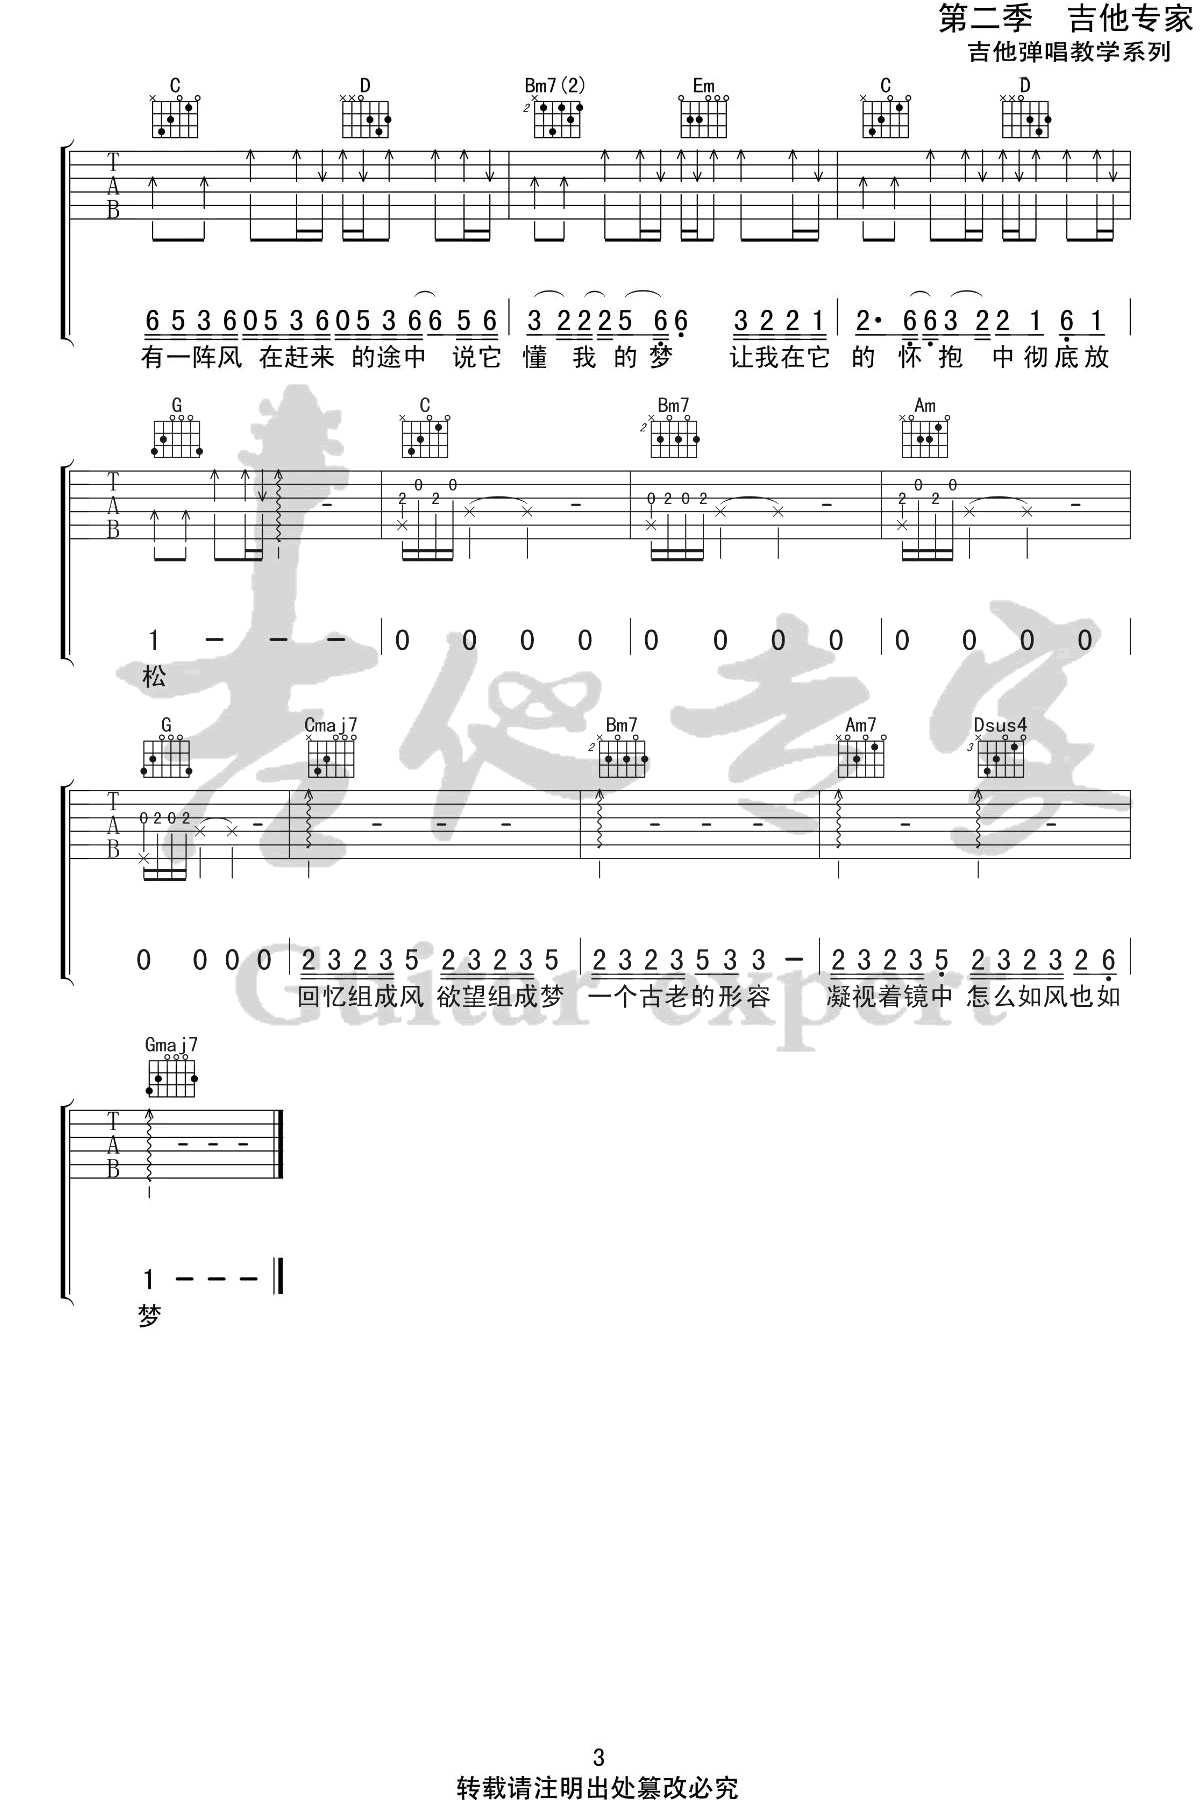 第二季 吉他专家
吉他弹唱教学系列
C D Bm7(2) Em C D
2
T
A
B
6 5 3 6 0 5 3 6 0 5 3 6 6 5 6 3 2 2 2 5 6 6 3 2 2 1 2· 6 6 3 2 2 1 6 1
有一阵风 在赶来 的途中 说它 懂 我 的梦 让我在它 的 怀 抱 中彻底放
G C Bm7 Am
2
T
A
B
2 0 2 0 0 2 0 2 2 0 2 0
1 - - - 0 0 0 0 0 0 0 0 0 0 0 0
松
吉他专家
G Cmaj7 Bm7 Am7 Dsus4
2 3
T
A
B
0 2 0 2
0 0 0 0 2 3 2 3 5 2 3 2 3 5 2 3 2 3 5 3 3 - 2 3 2 3 5 2 3 2 3 2 6
回忆组成风 欲望组成梦 一个古老的形容 凝视着镜中 怎么如风也如
Guitar expert
Gmaj7
T
A
B
1 - - -
梦
3
转载请注明出处篡改必究